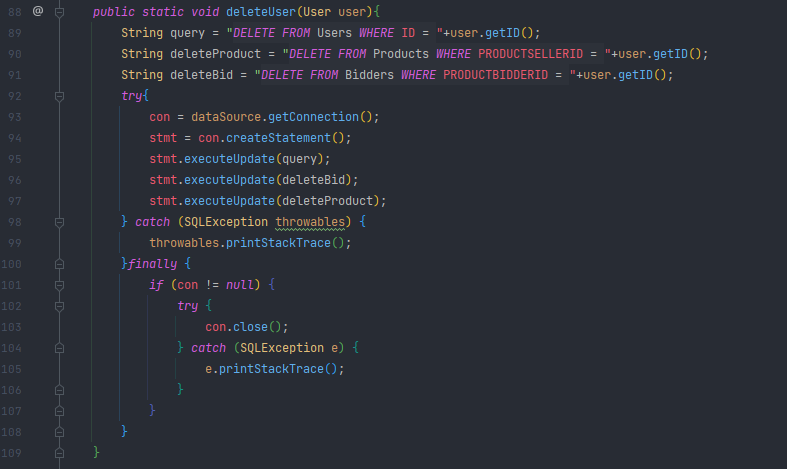 88 @ public static void deleteUser(User user){
89 String query = "DELETE FROM Users WHERE ID = "+user.getID();
90 String deleteProduct = "DELETE FROM Products WHERE PRODUCTSELLERID = "+user.getID();
91 String deleteBid = "DELETE FROM Bidders WHERE PRODUCTBIDDERID = "+user.getID();
92 try{
93 con = dataSource.getConnection();
94 stmt = con.createStatement();
95 stmt.executeUpdate(query);
96 stmt.executeUpdate(deleteBid);
97 stmt.executeUpdate(deleteProduct);
98 } catch (SQLException throwables) {
99 throwables.printStackTrace();
100 }finally {
101 if (con != null) {
102 try {
103 con.close();
104 } catch (SQLException e) {
105 e.printStackTrace();
106 }
107 }
108 }
109 }